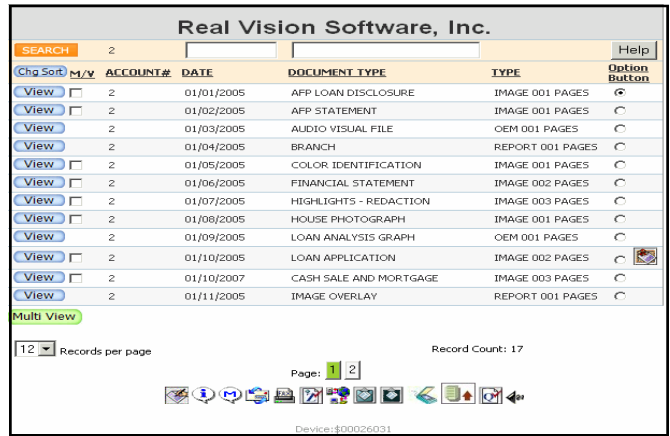 Real Vision Software, Inc.
SEARCH 2 Help
Chg Sort M/V ACCOUNT# DATE DOCUMENT TYPE TYPE Option Button
View 2 01/01/2005 AFP LOAN DISCLOSURE IMAGE 001 PAGES
View 2 01/02/2005 AFP STATEMENT IMAGE 002 PAGES
View 2 01/03/2005 AUDIO VISUAL FILE OEM 001 PAGES
View 2 01/04/2005 BRANCH REPORT 001 PAGES
View 2 01/05/2005 COLOR IDENTIFICATION IMAGE 001 PAGES
View 2 01/06/2005 FINANCIAL STATEMENT IMAGE 002 PAGES
View 2 01/07/2005 HIGHLIGHTS - REDACTION IMAGE 003 PAGES
View 2 01/08/2005 HOUSE PHOTOGRAPH IMAGE 001 PAGES
View 2 01/09/2005 LOAN ANALYSIS GRAPH OEM 001 PAGES
View 2 01/10/2005 LOAN APPLICATION IMAGE 002 PAGES
View 2 01/10/2007 CASH SALE AND MORTGAGE IMAGE 003 PAGES
View 2 01/11/2005 IMAGE OVERLAY REPORT 001 PAGES
Multi View
12 Records per page Record Count: 17
Page: 1 2
Device:$00026031